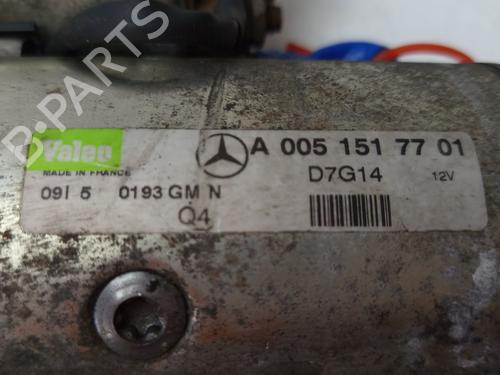 Valeo
A 005 151 77 01
MADE IN FRANCE
D7G14
12V
09I 5 0193 GM N
Q4
B-PARTS